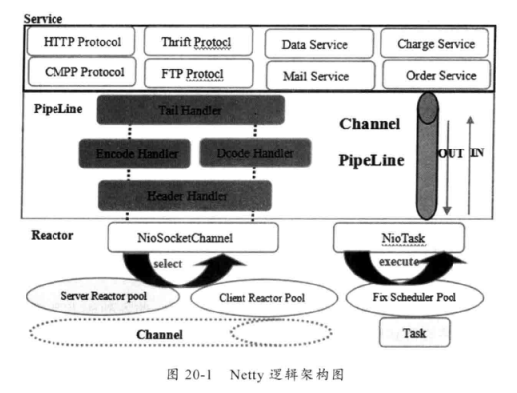 Service
HTTP Protocol
Thrift Protocl
Data Service
Charge Service
CMPP Protocol
FTP Protocl
Mail Service
Order Service
PipeLine
Tail Handler
Channel
Encode Handler
Dcode Handler
PipeLine
OUT
IN
Header Handler
Reactor
NioSocketChannel
NioTask
select
execute
Server Reactor pool
Client Reactor Pool
Fix Scheduler Pool
Channel
Task
图 20-1 Netty 逻辑架构图